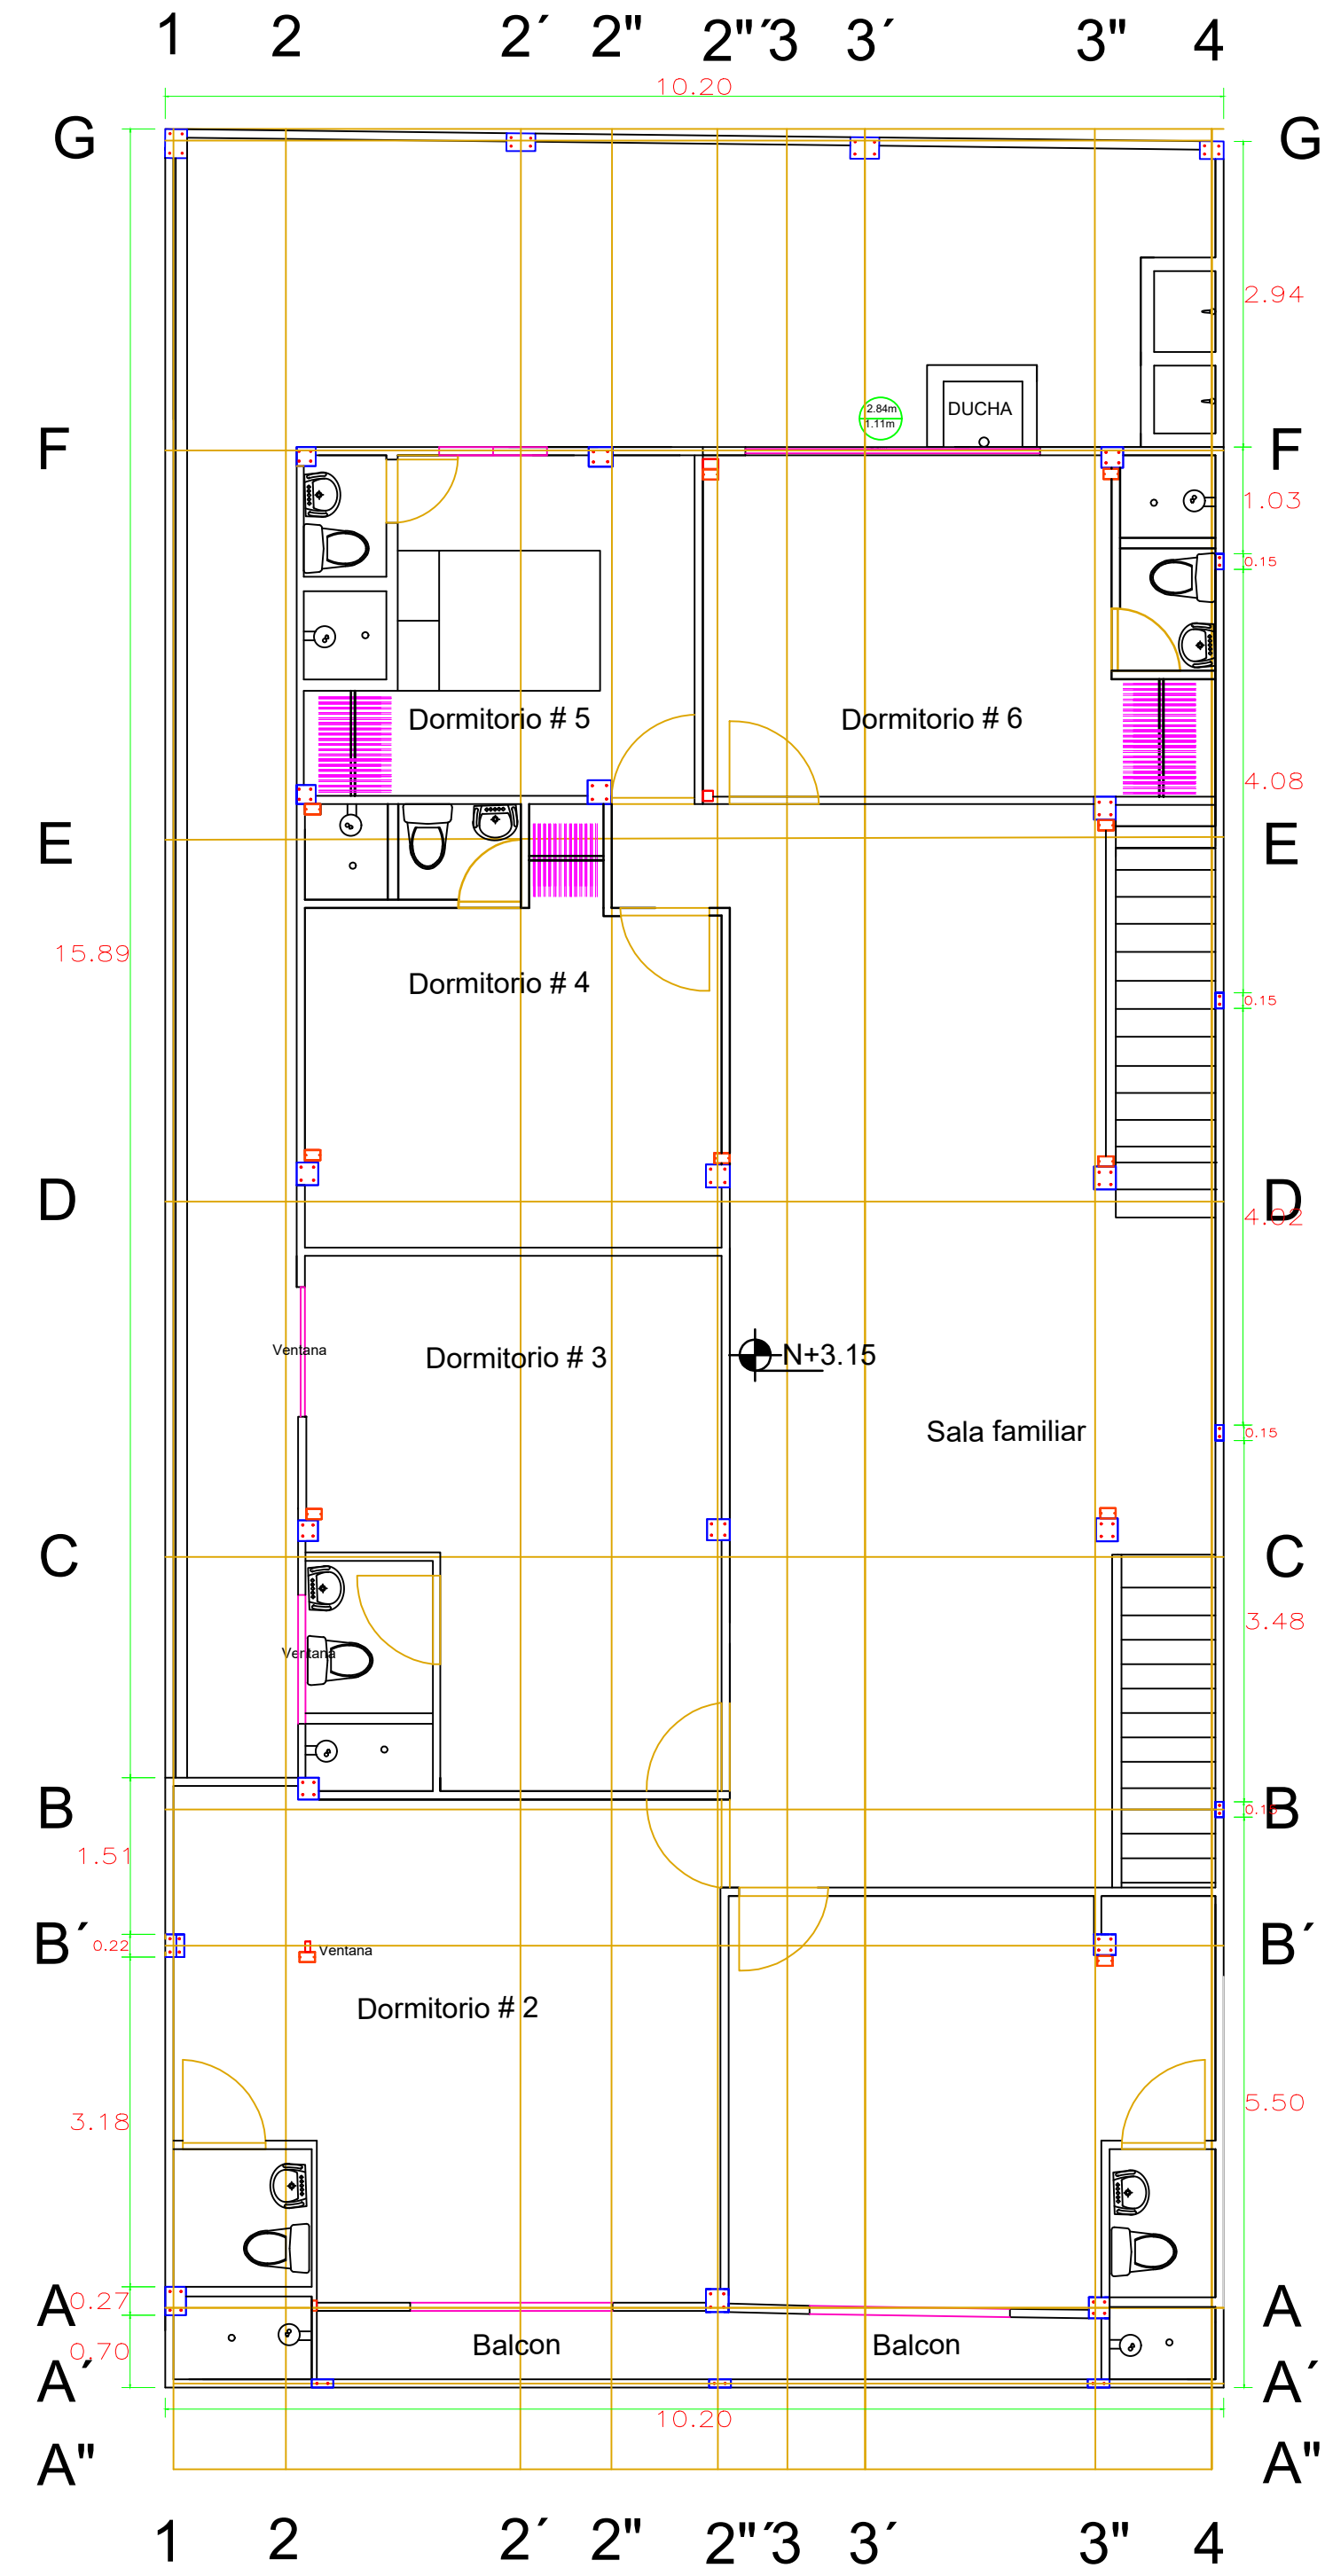 1 2 2´ 2" 2"´ 3 3´ 3" 4
10.20
G G
2.94
DUCHA
2.84m
1.11m
F F
1.03
0.15
Dormitorio # 5 Dormitorio # 6
4.08
E E
15.89
Dormitorio # 4
0.15
D D
4.02
Ventana
Dormitorio # 3
N+3.15
Sala familiar
0.15
C C
3.48
Ventana
B B
0.15
1.51
B´ B´
0.22
Ventana
Dormitorio # 2
5.50
3.18
A A
0.27
Balcon Balcon
0.70
A´ A´
10.20
A" A"
1 2 2´ 2" 2"´ 3 3´ 3" 4